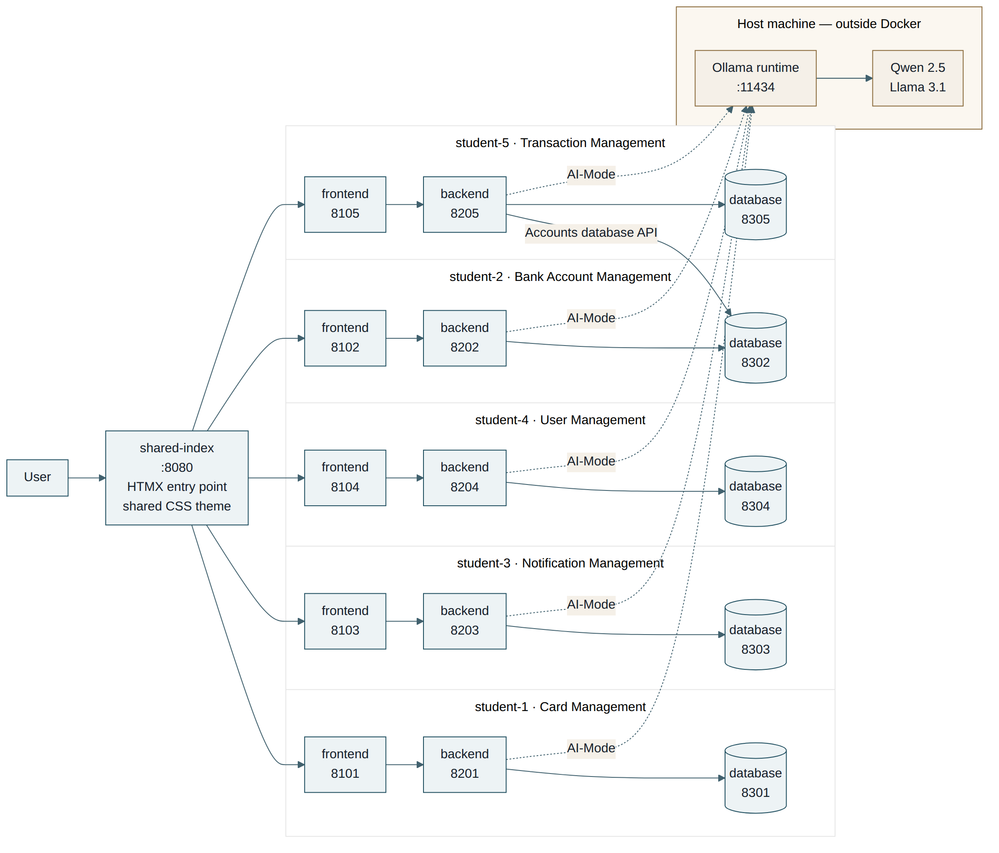 Host machine — outside Docker
Ollama runtime
:11434
Qwen 2.5
Llama 3.1
student-5 · Transaction Management
frontend
8105
backend
8205
AI-Mode
Accounts database API
database
8305
student-2 · Bank Account Management
frontend
8102
backend
8202
AI-Mode
database
8302
User
shared-index
:8080
HTMX entry point
shared CSS theme
student-4 · User Management
frontend
8104
backend
8204
AI-Mode
database
8304
student-3 · Notification Management
frontend
8103
backend
8203
AI-Mode
database
8303
student-1 · Card Management
frontend
8101
backend
8201
AI-Mode
database
8301